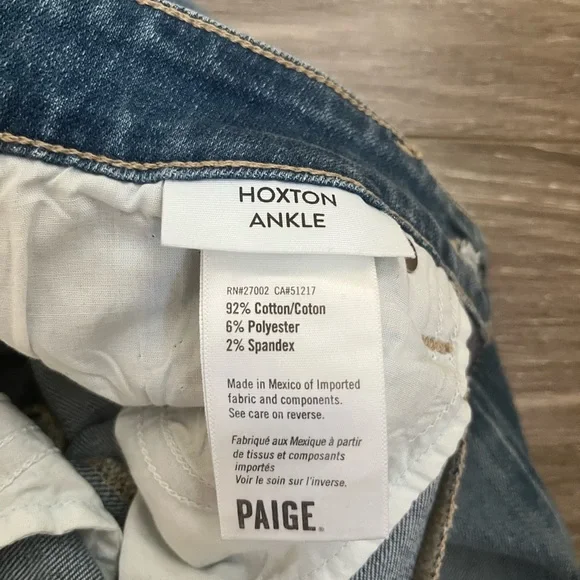 HOXTON
ANKLE
RN#27002 CA#51217
92% Cotton/Coton
6% Polyester
2% Spandex
Made in Mexico of Imported
fabric and components.
See care on reverse.
Fabriqué aux Mexique à partir
de tissus et composants
importés
Voir le soin sur l'inverse.
PAIGE®